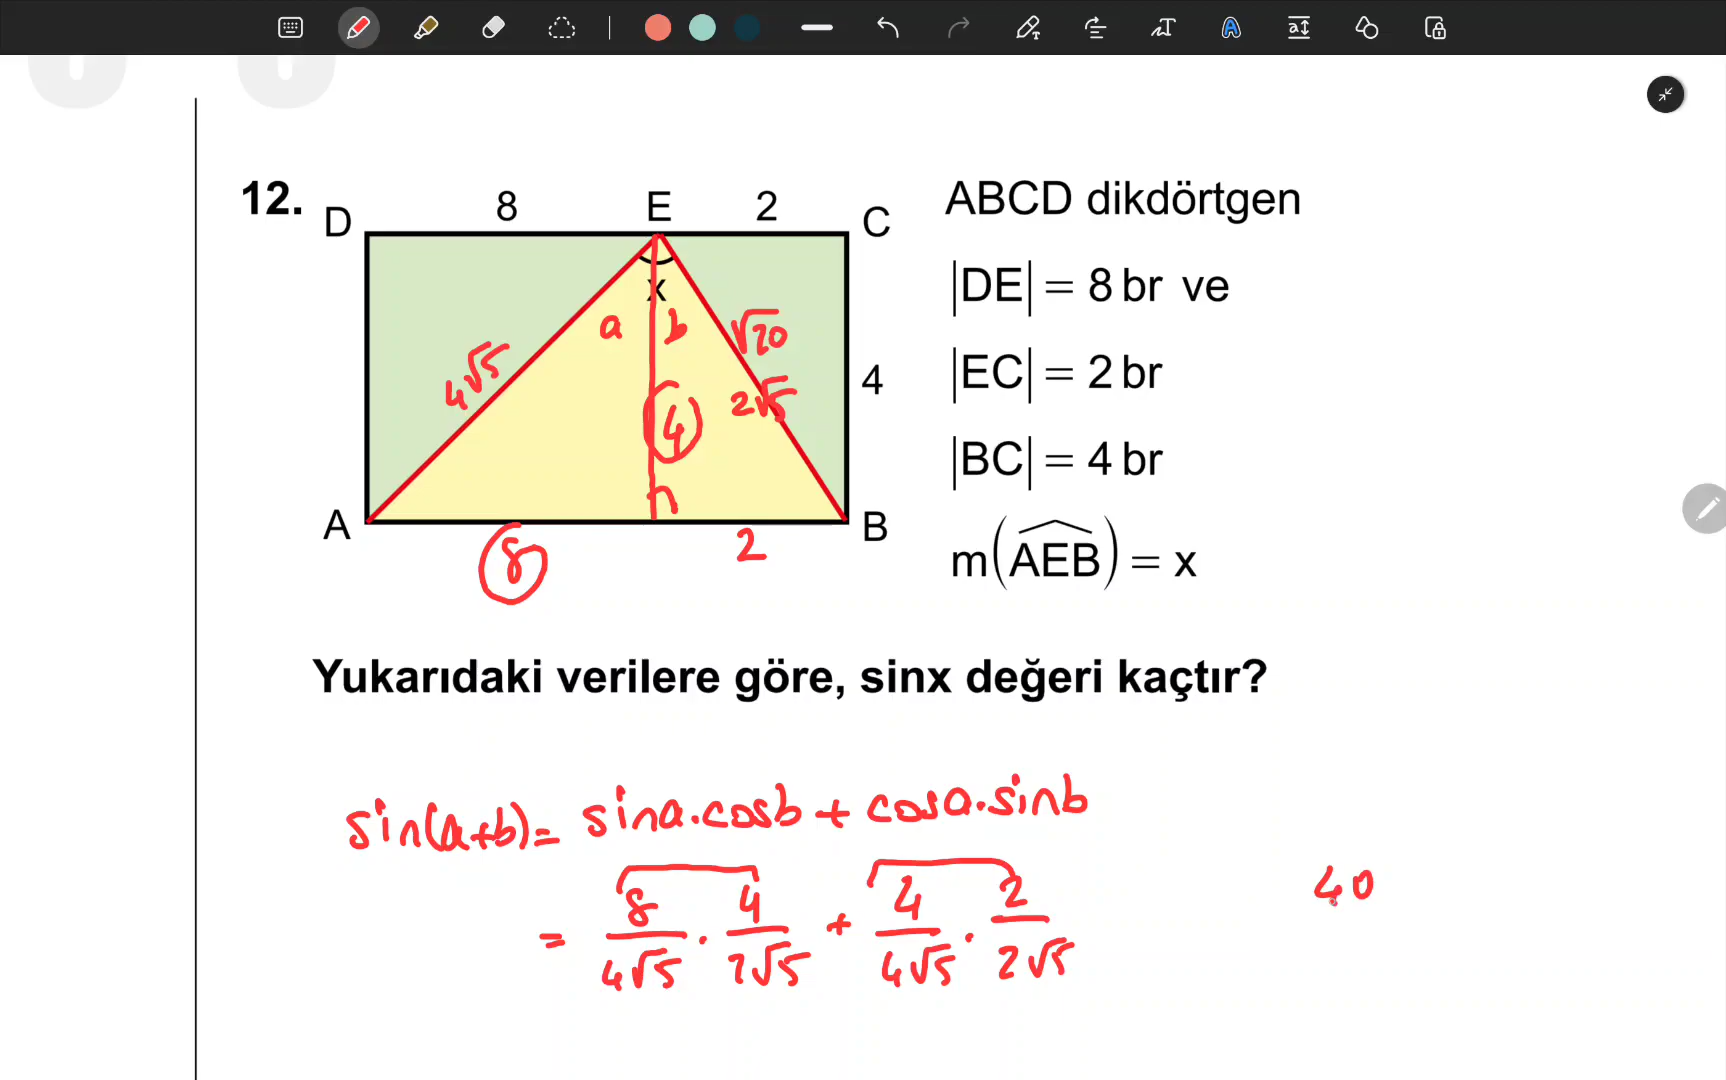 12.
D 8 E 2 C
ABCD dikdörtgen
x
|DE| = 8 br ve
a b √20
4√5
|EC| = 2 br
4
2√5
4
|BC| = 4 br
A B
8 2
m(AEB) = x
Yukarıdaki verilere göre, sinx değeri kaçtır?
sin(a+b) = sina.cosb + cosa.sinb
= 8/4√5 . 4/2√5 + 4/4√5 . 2/2√5
40